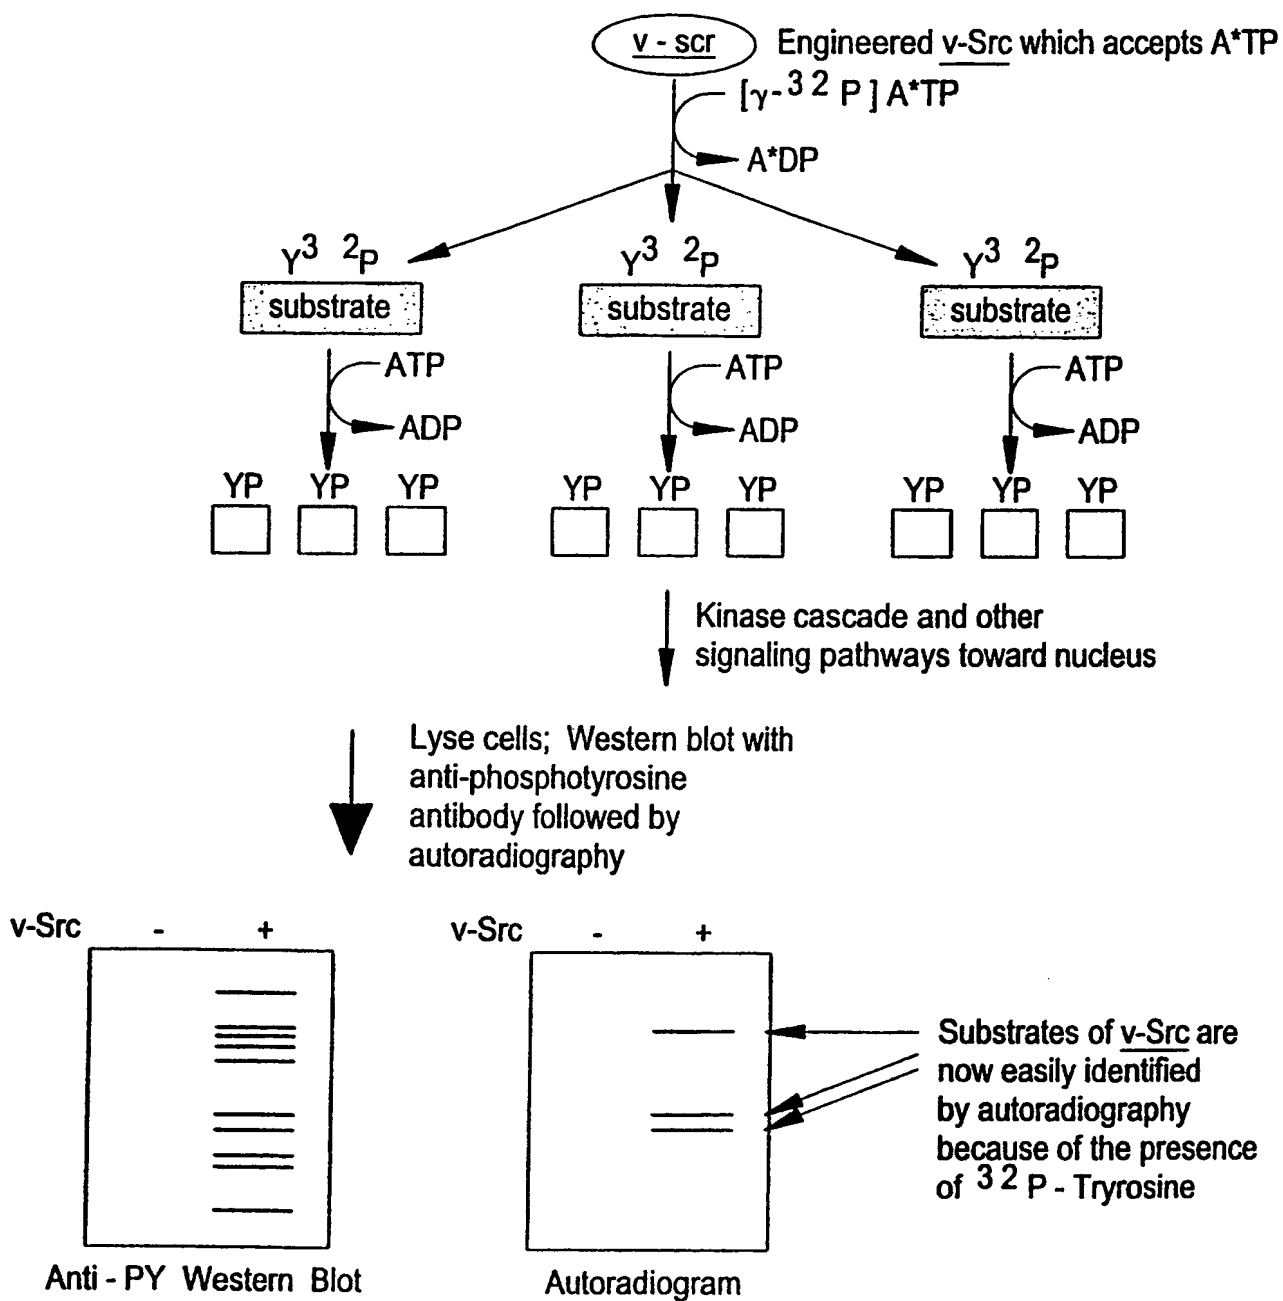 v - scr
Engineered v-Src which accepts A*TP
[γ-³² P] A*TP
A*DP
Y³ ²P Y³ ²P Y³ ²P
substrate substrate substrate
ATP ATP ATP
ADP ADP ADP
YP YP YP YP YP YP YP YP YP
Kinase cascade and other
signaling pathways toward nucleus
Lyse cells; Western blot with
anti-phosphotyrosine
antibody followed by
autoradiography
v-Src - +
v-Src - +
Substrates of v-Src are
now easily identified
by autoradiography
because of the presence
of ³² P - Tryrosine
Anti - PY Western Blot
Autoradiogram